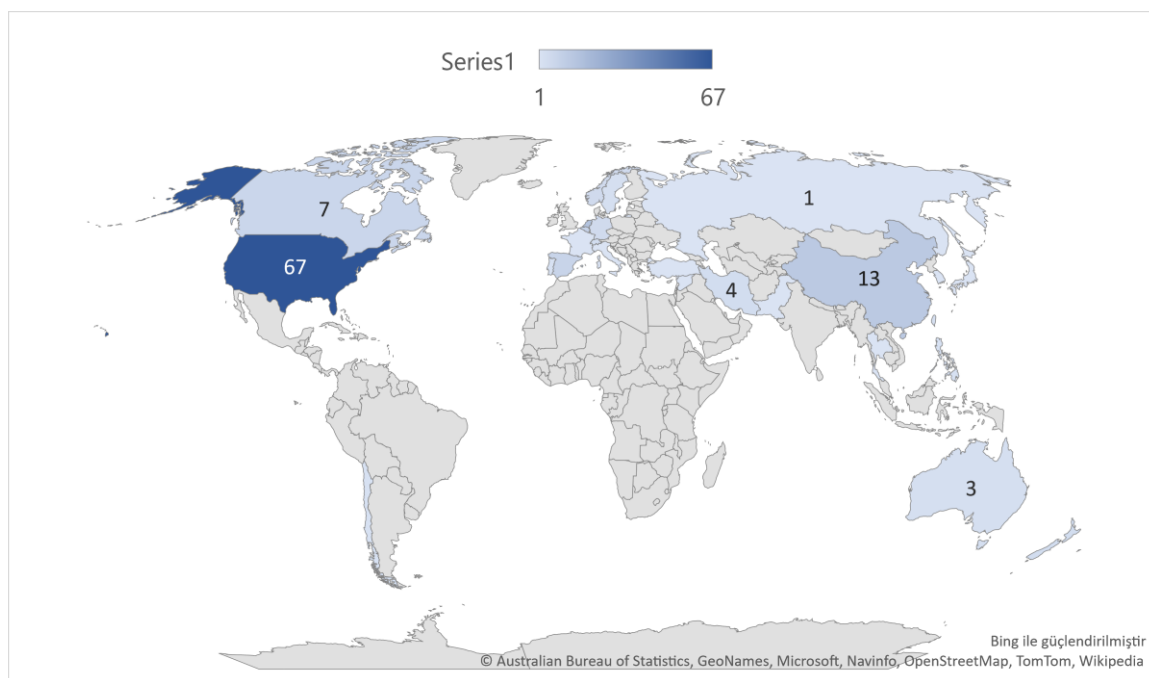 Series1
1 67
7
1
67
4
13
3
Bing ile güçlendirilmiştir
© Australian Bureau of Statistics, GeoNames, Microsoft, Navinfo, OpenStreetMap, TomTom, Wikipedia